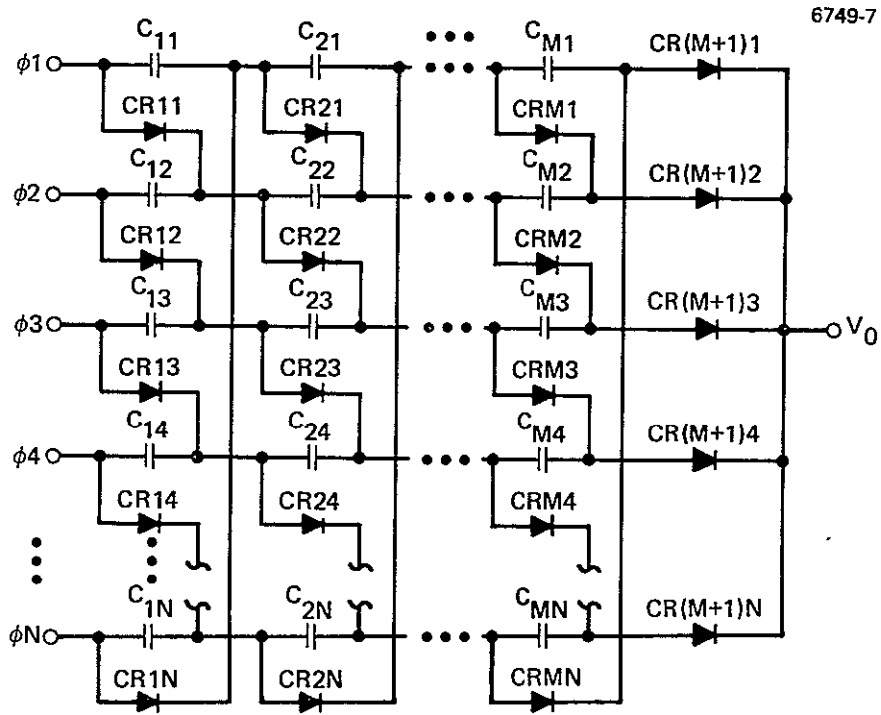 6749-7
C11 C21 ••• CM1 CR(M+1)1
ϕ1
CR11 CR21 CRM1
C12 C22 CM2 CR(M+1)2
ϕ2
CR12 CR22 CRM2
C13 C23 CM3 CR(M+1)3
ϕ3 V0
CR13 CR23 CRM3
C14 C24 CM4 CR(M+1)4
ϕ4
CR14 CR24 CRM4
C1N C2N CMN CR(M+1)N
ϕN
CR1N CR2N CRMN